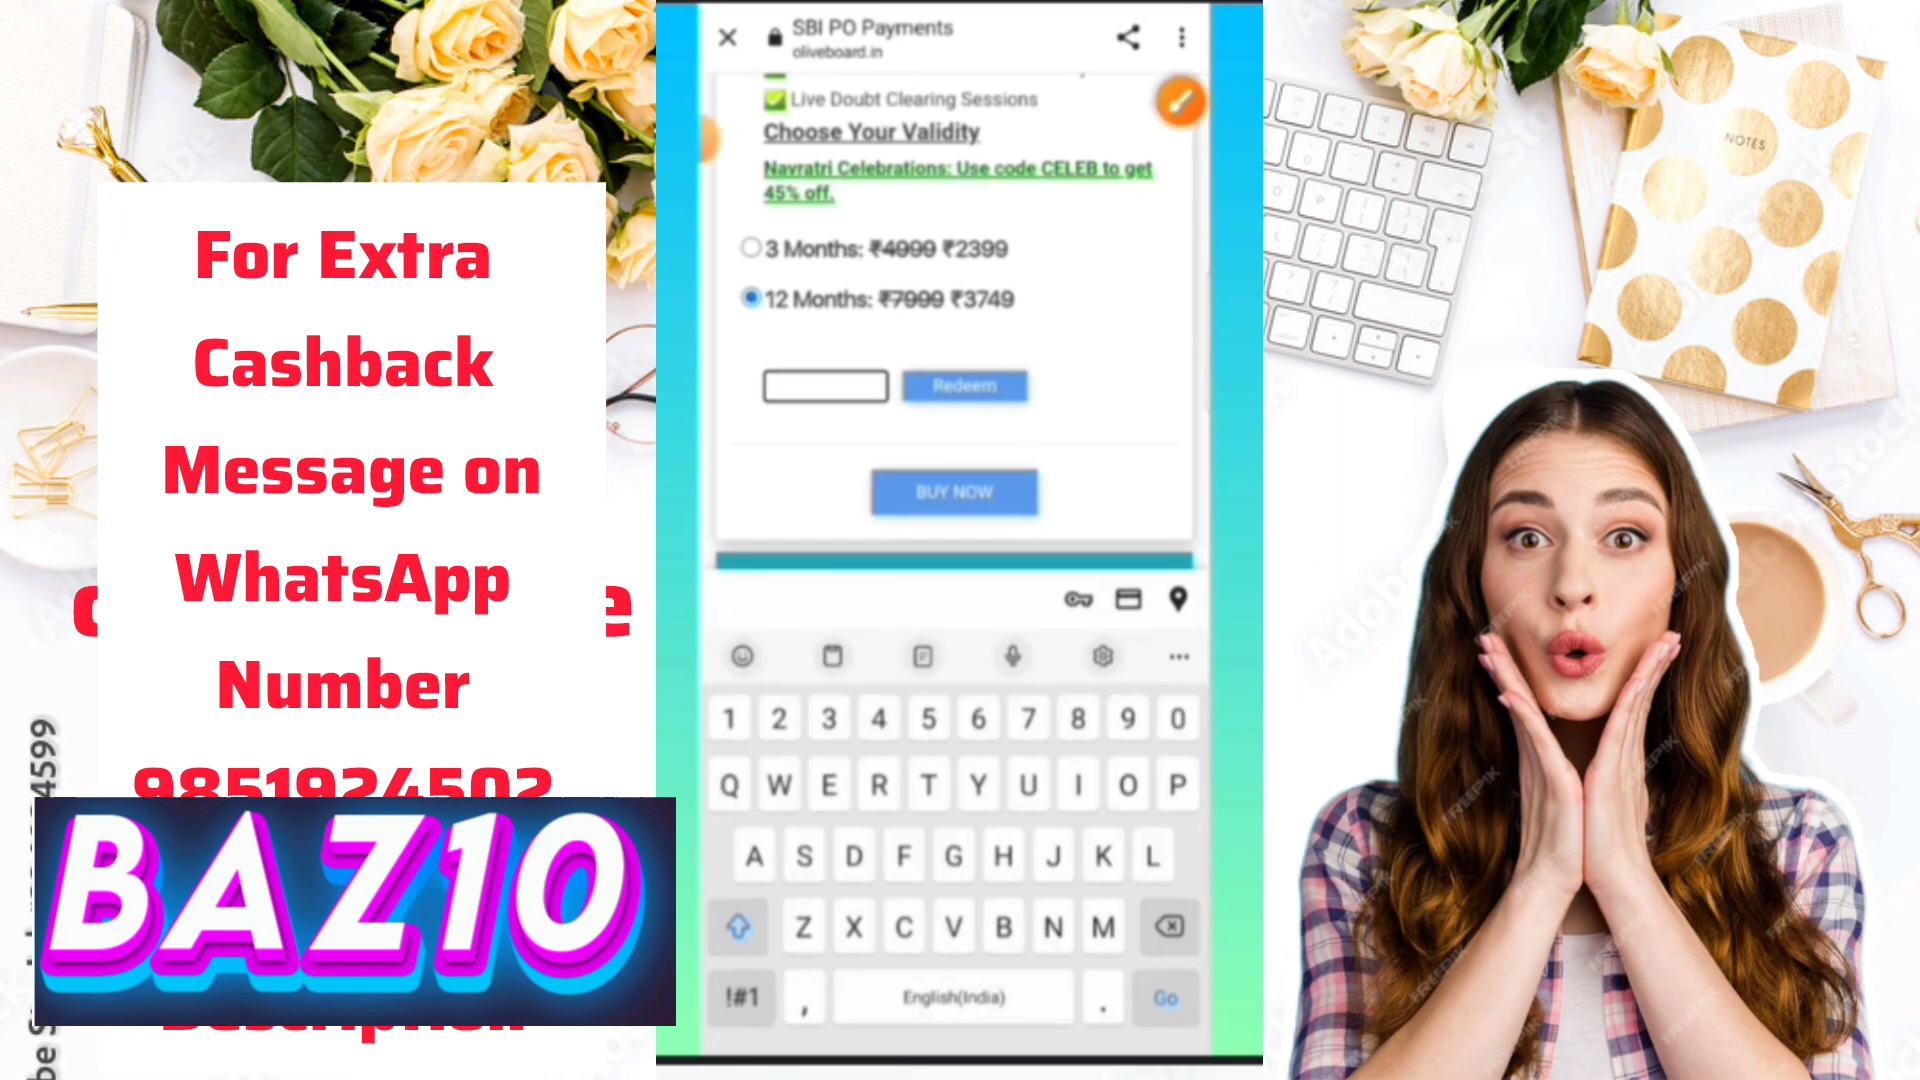 For Extra
Cashback
Message on
WhatsApp
Number
9851924502
BAZ10
SBI PO Payments
oliveboard.in
Live Doubt Clearing Sessions
Choose Your Validity
Navratri Celebrations: Use code CELEB to get
45% off.
3 Months: ₹4999 ₹2399
12 Months: ₹7999 ₹3749
Redeem
BUY NOW
1 2 3 4 5 6 7 8 9 0
Q W E R T Y U I O P
A S D F G H J K L
Z X C V B N M
!#1 , English(India) . Go
NOTES